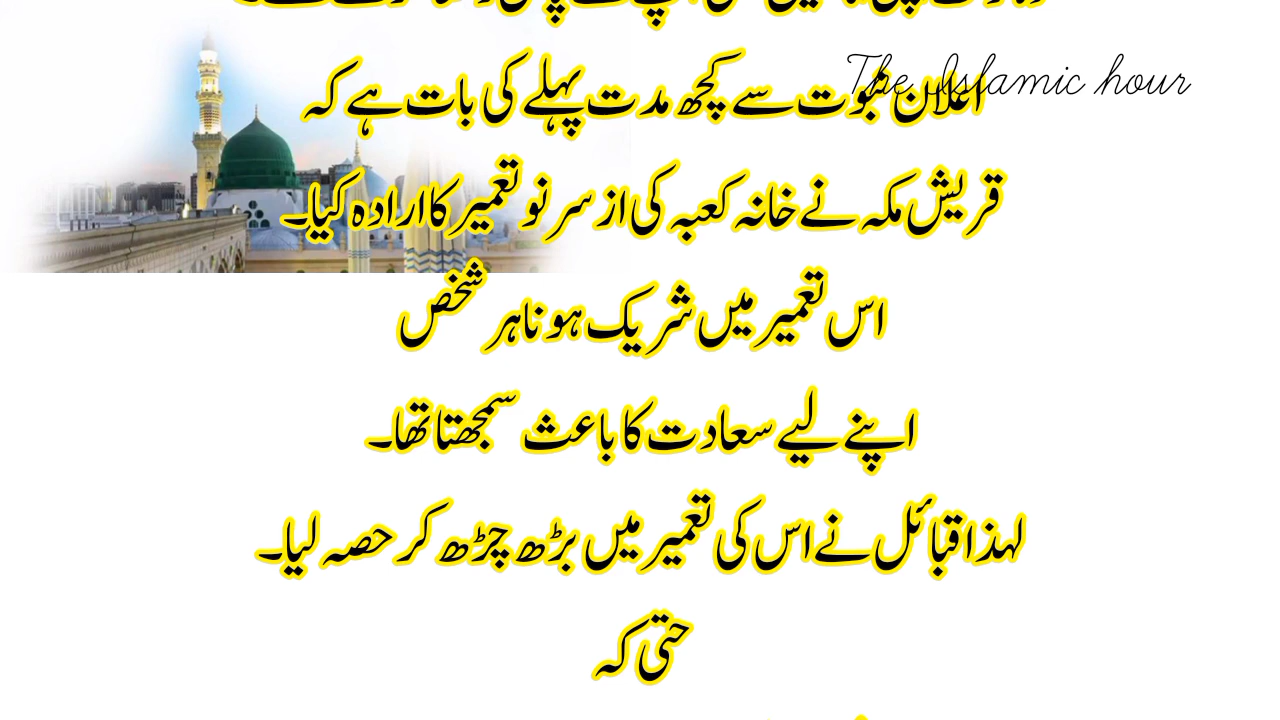 The Islamic hour
اعلان نبوت سے کچھ مدت پہلے کی بات ہے کہ
قریش مکہ نے خانہ کعبہ کی از سر نو تعمیر کا ارادہ کیا۔
اس تعمیر میں شریک ہونا ہر شخص
اپنے لیے سعادت کا باعث سمجھتا تھا۔
لہذا قبائل نے اس کی تعمیر میں بڑھ چڑھ کر حصہ لیا۔
حتی کہ